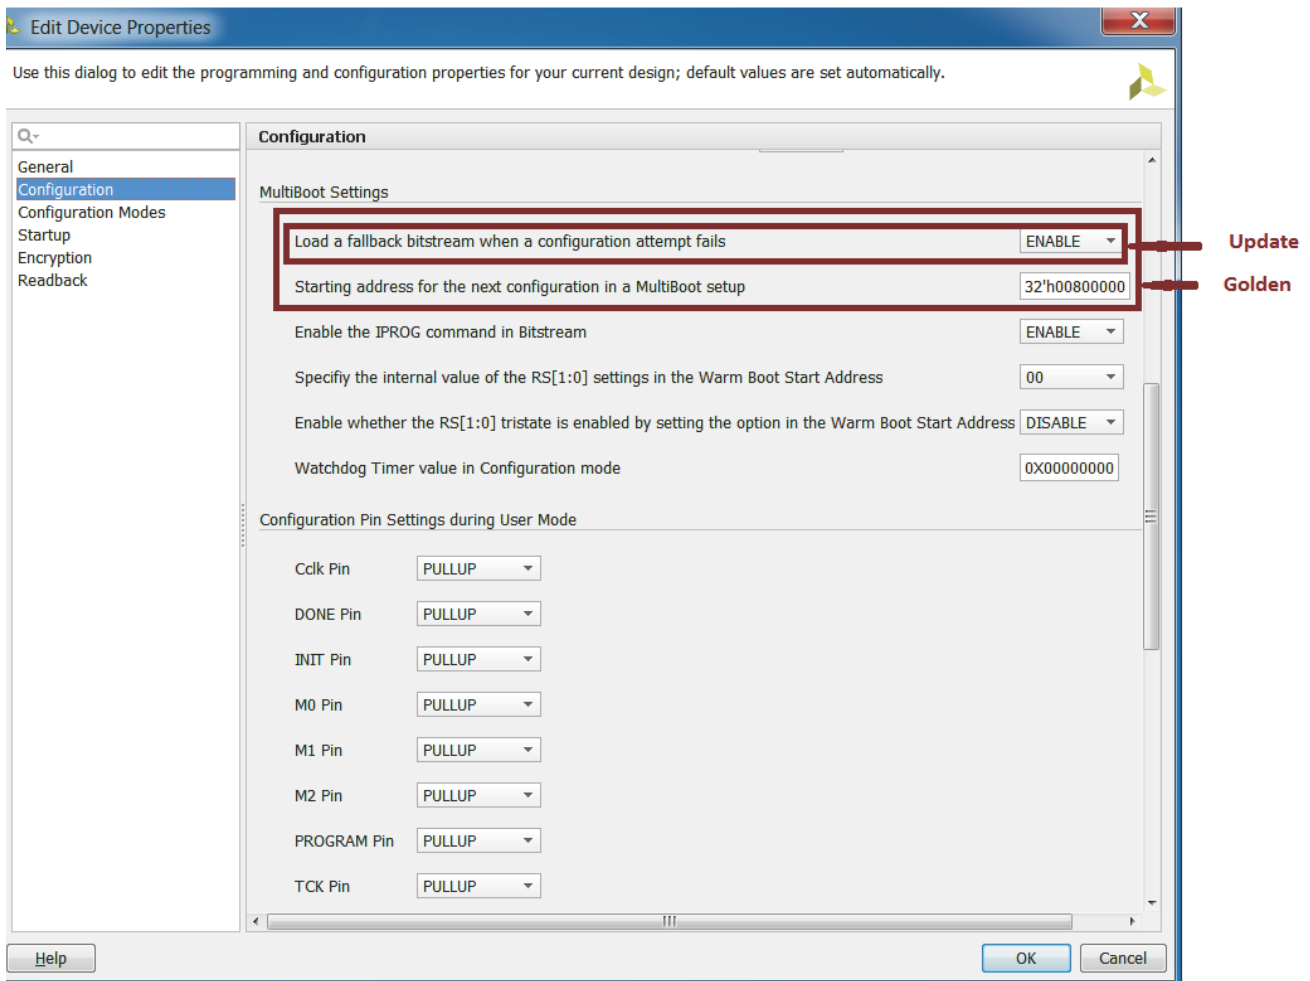 Edit Device Properties
Use this dialog to edit the programming and configuration properties for your current design; default values are set automatically.
General
Configuration
Configuration Modes
Startup
Encryption
Readback
Configuration
MultiBoot Settings
Load a fallback bitstream when a configuration attempt fails ENABLE
Update
Starting address for the next configuration in a MultiBoot setup 32'h00800000
Golden
Enable the IPROG command in Bitstream ENABLE
Specifiy the internal value of the RS[1:0] settings in the Warm Boot Start Address 00
Enable whether the RS[1:0] tristate is enabled by setting the option in the Warm Boot Start Address DISABLE
Watchdog Timer value in Configuration mode 0X00000000
Configuration Pin Settings during User Mode
Cclk Pin PULLUP
DONE Pin PULLUP
INIT Pin PULLUP
M0 Pin PULLUP
M1 Pin PULLUP
M2 Pin PULLUP
PROGRAM Pin PULLUP
TCK Pin PULLUP
Help OK Cancel